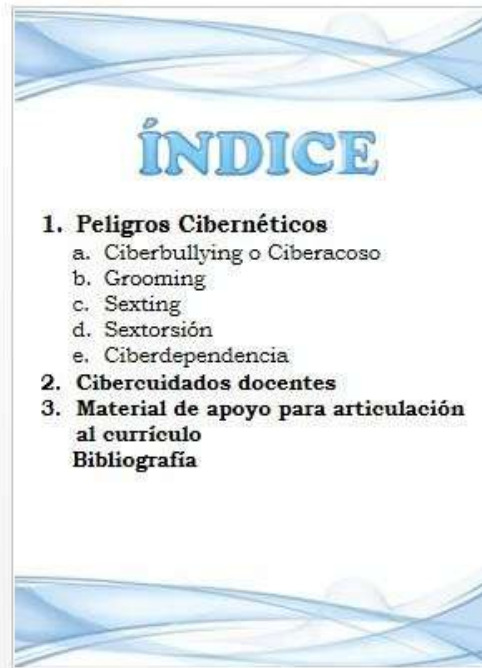 ÍNDICE
1. Peligros Cibernéticos
a. Ciberbullying o Ciberacoso
b. Grooming
c. Sexting
d. Sextorsión
e. Ciberdependencia
2. Cibercuidados docentes
3. Material de apoyo para articulación
al currículo
Bibliografía